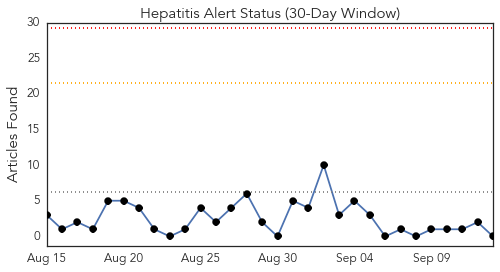 Hepatitis Alert Status (30-Day Window)
Articles Found
30
25
20
15
10
5
0
Aug 15 Aug 20 Aug 25 Aug 30 Sep 04 Sep 09